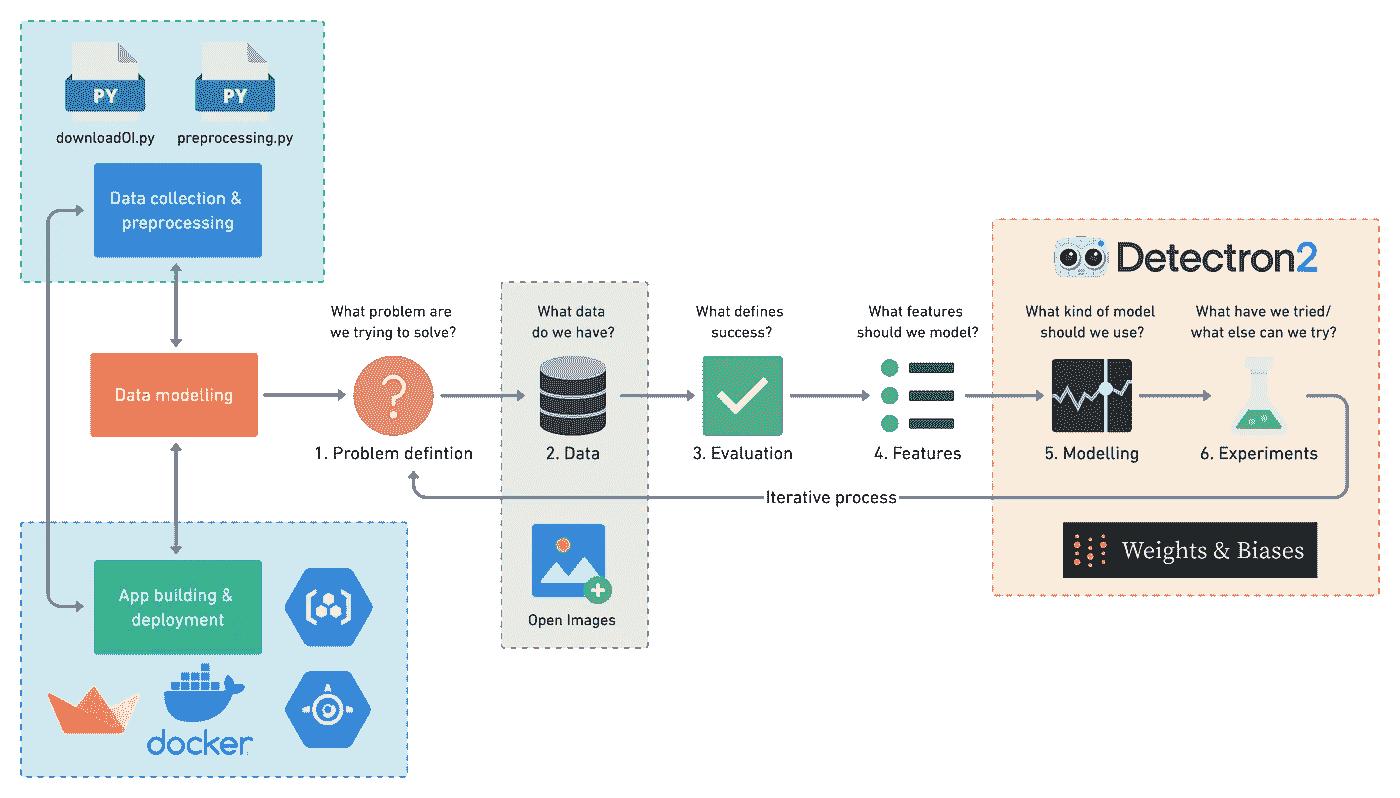 PY
PY
downloadOI.py
preprocessing.py
Data collection &
preprocessing
Data modelling
App building &
deployment
docker
What problem are
we trying to solve?
1. Problem defintion
What data
do we have?
2. Data
Open Images
What defines
success?
3. Evaluation
What features
should we model?
4. Features
Detectron2
What kind of model
should we use?
5. Modelling
What have we tried/
what else can we try?
6. Experiments
Iterative process
Weights & Biases